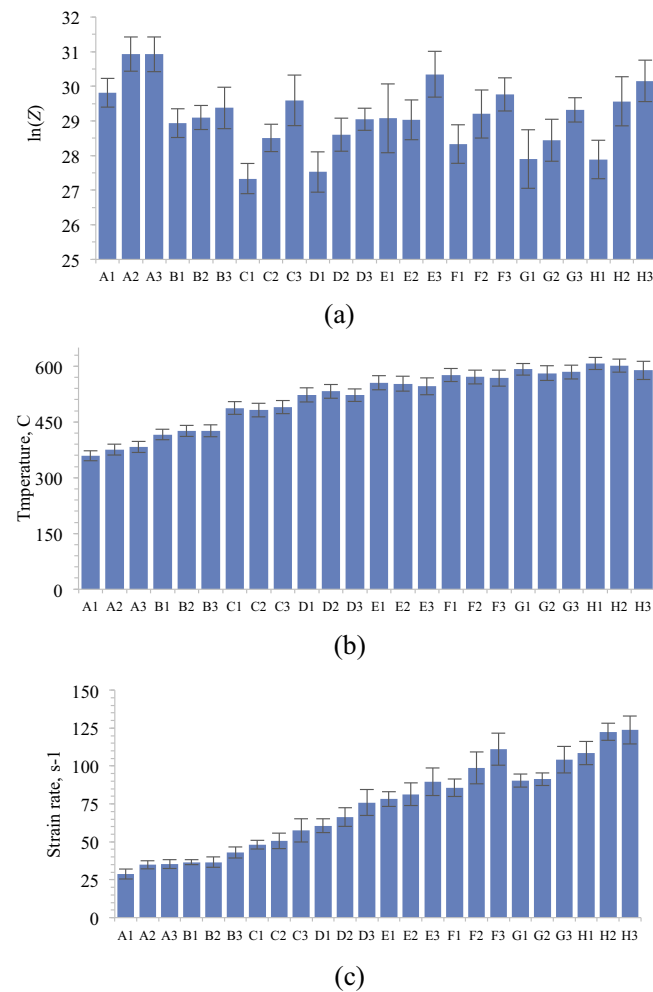 31
30
29
28
27
26
25
ln(Z)
A1 A2 A3 B1 B2 B3 C1 C2 C3 D1 D2 D3 E1 E2 E3 F1 F2 F3 G1 G2 G3 H1 H2 H3
(a)
600
450
300
150
0
Tmperature, C
A1 A2 A3 B1 B2 B3 C1 C2 C3 D1 D2 D3 E1 E2 E3 F1 F2 F3 G1 G2 G3 H1 H2 H3
(b)
150
125
100
75
50
25
0
Strain rate, s-1
A1 A2 A3 B1 B2 B3 C1 C2 C3 D1 D2 D3 E1 E2 E3 F1 F2 F3 G1 G2 G3 H1 H2 H3
(c)